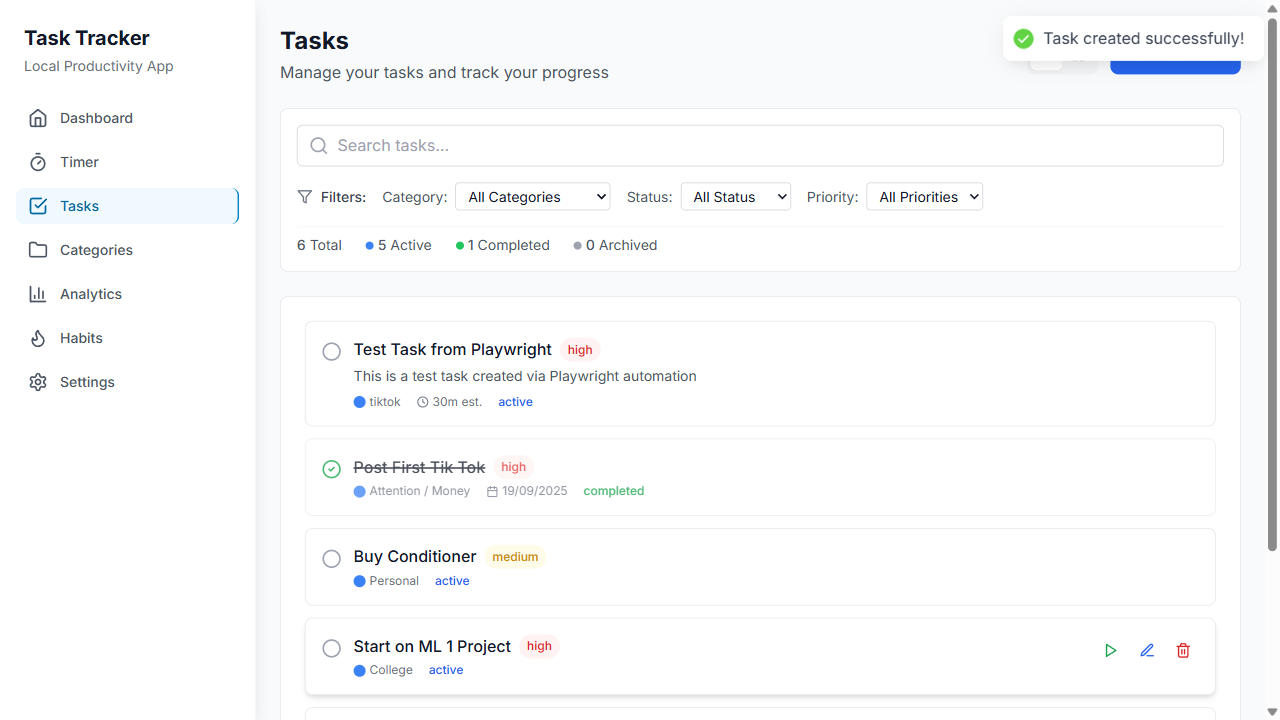 Task Tracker
Local Productivity App
Dashboard
Timer
Tasks
Categories
Analytics
Habits
Settings
Tasks
Manage your tasks and track your progress
Task created successfully!
Search tasks...
Filters: Category: All Categories Status: All Status Priority: All Priorities
6 Total 5 Active 1 Completed 0 Archived
Test Task from Playwright high
This is a test task created via Playwright automation
tiktok 30m est. active
Post First Tik Tok high
Attention / Money 19/09/2025 completed
Buy Conditioner medium
Personal active
Start on ML 1 Project high
College active